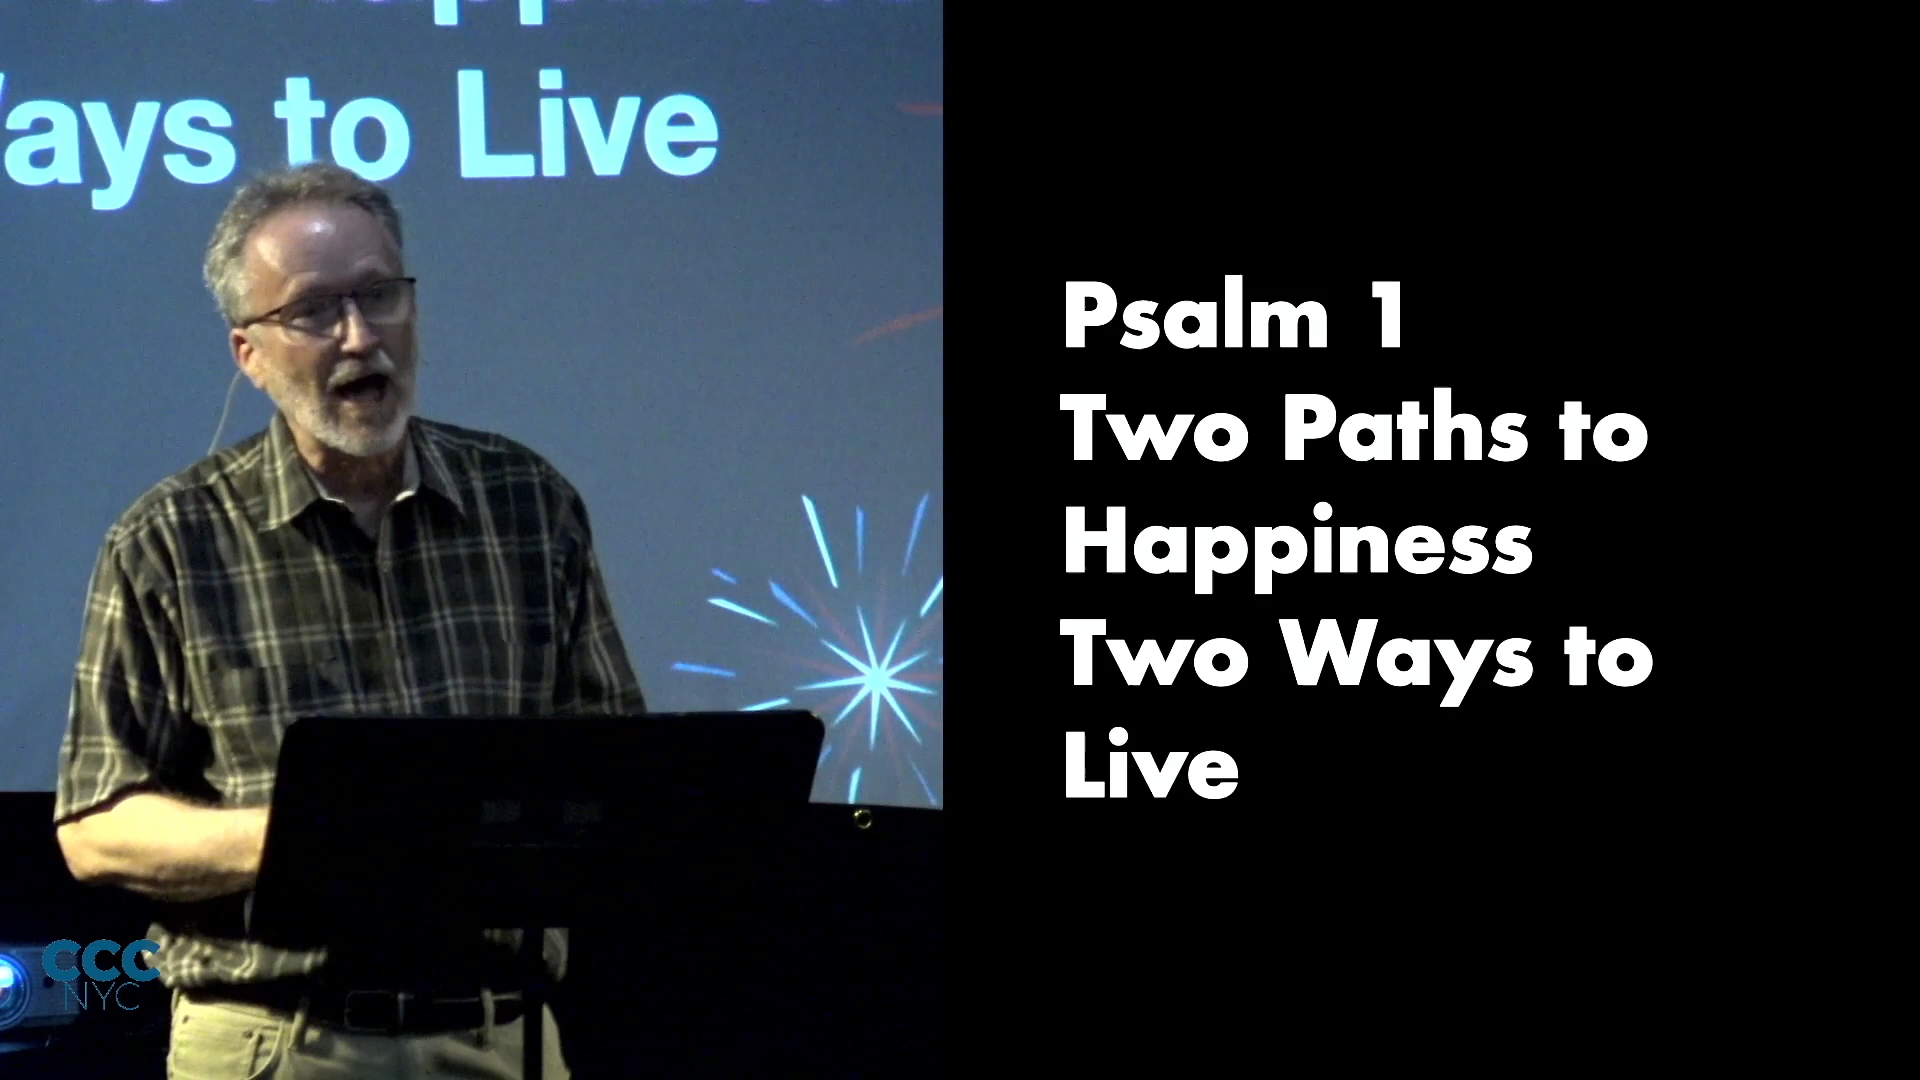 ays to Live
Psalm 1
Two Paths to
Happiness
Two Ways to
Live
CCC
NYC